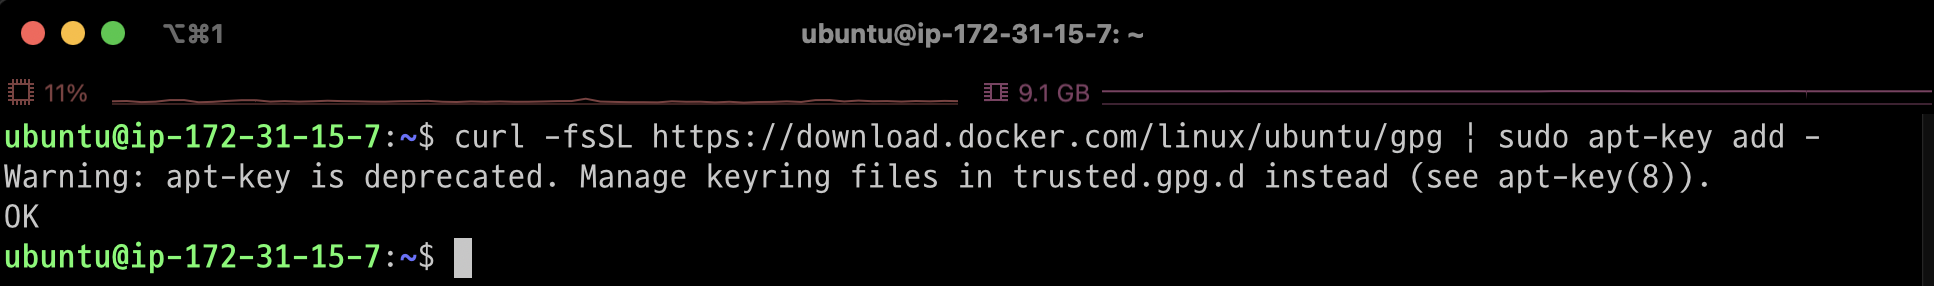 ⌥⌘1
ubuntu@ip-172-31-15-7: ~
11%
9.1 GB
ubuntu@ip-172-31-15-7:~$ curl -fsSL https://download.docker.com/linux/ubuntu/gpg | sudo apt-key add -
Warning: apt-key is deprecated. Manage keyring files in trusted.gpg.d instead (see apt-key(8)).
OK
ubuntu@ip-172-31-15-7:~$